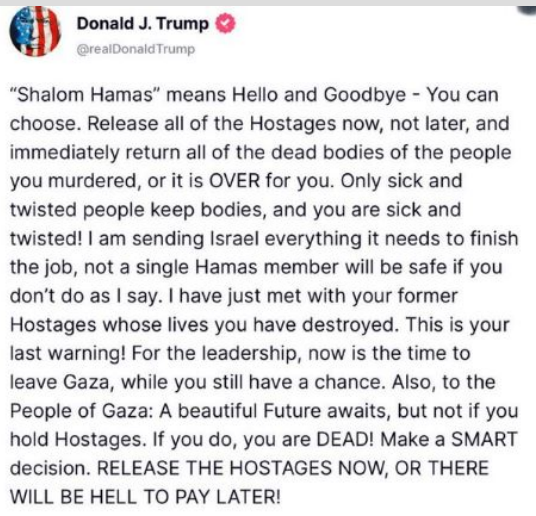 Donald J. Trump
@realDonaldTrump
“Shalom Hamas” means Hello and Goodbye - You can
choose. Release all of the Hostages now, not later, and
immediately return all of the dead bodies of the people
you murdered, or it is OVER for you. Only sick and
twisted people keep bodies, and you are sick and
twisted! I am sending Israel everything it needs to finish
the job, not a single Hamas member will be safe if you
don’t do as I say. I have just met with your former
Hostages whose lives you have destroyed. This is your
last warning! For the leadership, now is the time to
leave Gaza, while you still have a chance. Also, to the
People of Gaza: A beautiful Future awaits, but not if you
hold Hostages. If you do, you are DEAD! Make a SMART
decision. RELEASE THE HOSTAGES NOW, OR THERE
WILL BE HELL TO PAY LATER!